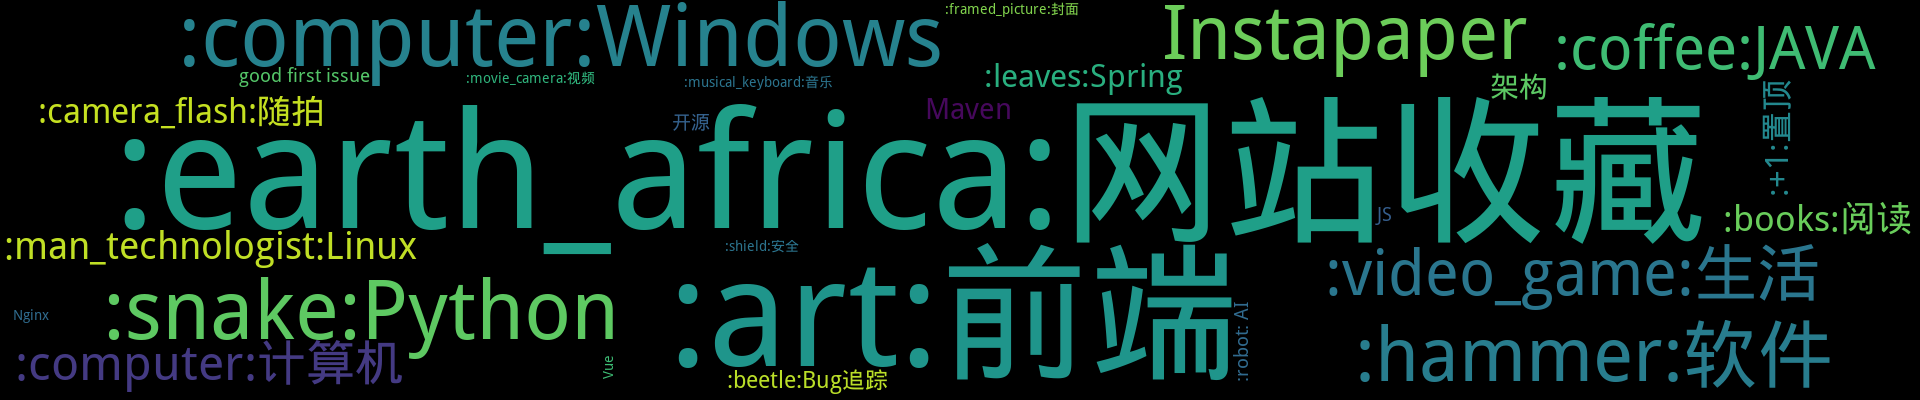 :framed_picture:封面
:computer:Windows
Instapaper
:coffee:JAVA
good first issue
:movie_camera:视频
:musical_keyboard:音乐
:leaves:Spring
架构
:camera_flash:随拍
开源
Maven
:+1:置顶
:earth_africa:网站收藏
JS
:books:阅读
:man_technologist:Linux
:shield:安全
:video_game:生活
:snake:Python
:art:前端
Nginx
:robot: AI
:computer:计算机
Vue
:beetle:Bug追踪
:hammer:软件